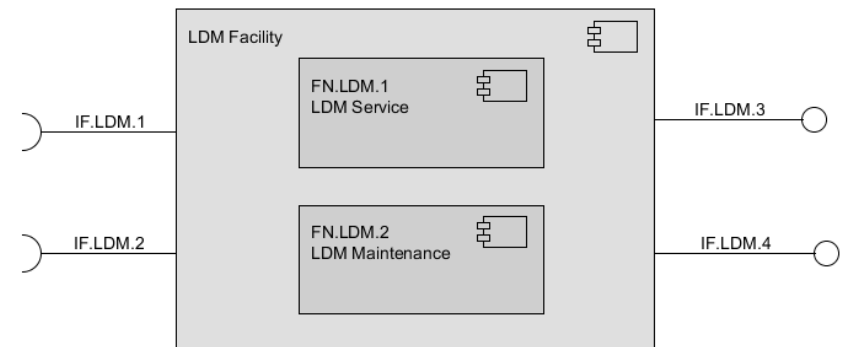 LDM Facility
FN.LDM.1
LDM Service
IF.LDM.1
IF.LDM.3
FN.LDM.2
LDM Maintenance
IF.LDM.2
IF.LDM.4